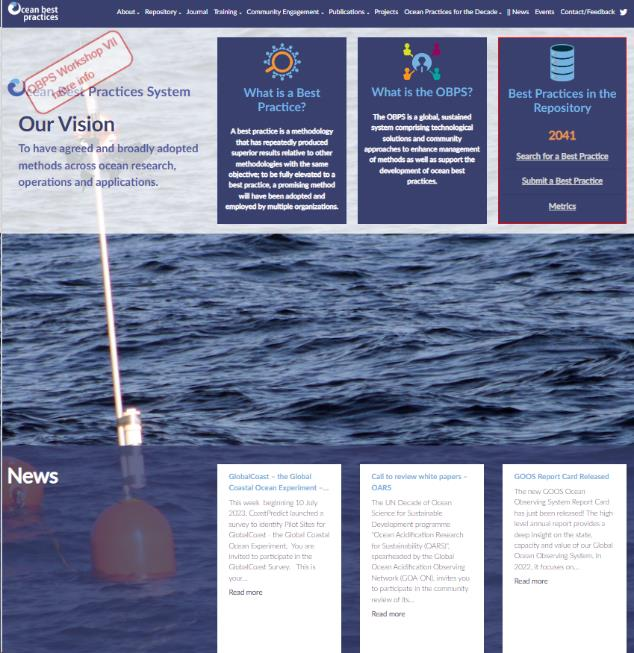 Ocean best
practices
About Repository Journal Training Community Engagement Publications Projects Ocean Practices for the Decade || News Events Contact/Feedback
OBPS Workshop VII
more info
Ocean Best Practices System
Our Vision
To have agreed and broadly adopted
methods across ocean research,
operations and applications.
What is a Best
Practice?
A best practice is a methodology
that has repeatedly produced
superior results relative to other
methodologies with the same
objective; to be fully elevated to a
best practice, a promising method
will have been adopted and
employed by multiple organizations.
What is the OBPS?
The OBPS is a global, sustained
system comprising technological
solutions and community
approaches to enhance management
of methods as well as support the
development of ocean best
practices.
Best Practices in the
Repository
2041
Search for a Best Practice
Submit a Best Practice
Metrics
News
GlobalCoast – the Global
Coastal Ocean Experiment –...
This week beginning 10 July
2023, CoastPredict launched a
survey to identify Pilot Sites for
GlobalCoast - the Global Coastal
Ocean Experiment. You are
invited to participate in the
GlobalCoast Survey. This is
your...
Read more
Call to review white papers –
OARS
The UN Decade of Ocean
Science for Sustainable
Development programme
"Ocean Acidification Research
for Sustainability (OARS)",
spearheaded by the Global
Ocean Acidification Observing
Network (GOA-ON), invites you
to participate in the community
review of its...
Read more
GOOS Report Card Released
The new GOOS Ocean
Observing System Report Card
has just been released! The high
level annual report provides a
deep insight on the state,
capacity and value of our Global
Ocean Observing System. In
2022, it focuses on...
Read more